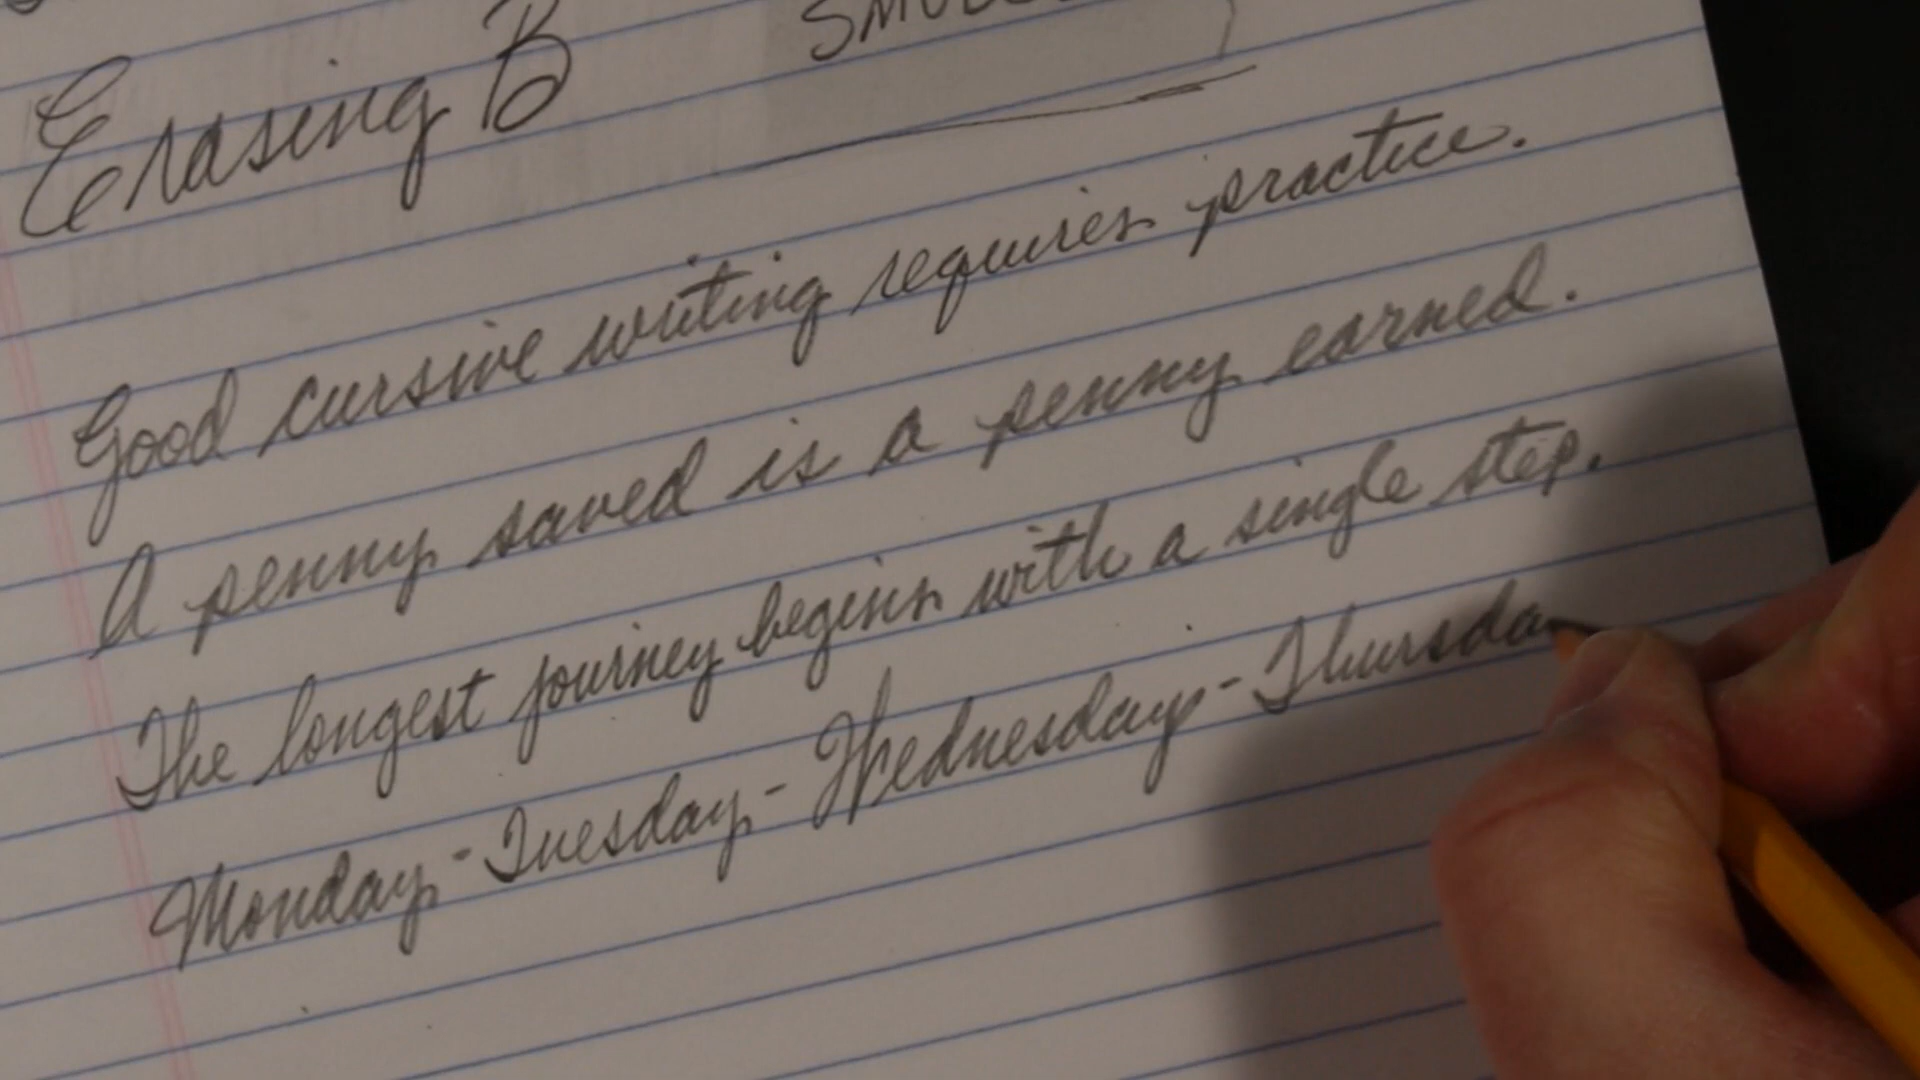 Erasing B
Good cursive writing requires practice.
A penny saved is a penny earned.
The longest journey begins with a single step.
Monday - Tuesday - Wednesday - Thursda